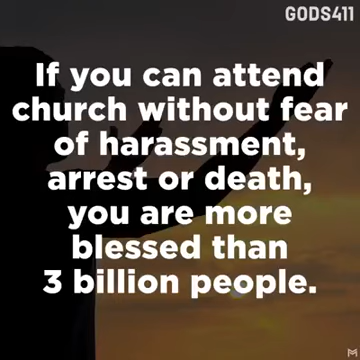 GODS411
If you can attend
church without fear
of harassment,
arrest or death,
you are more
blessed than
3 billion people.